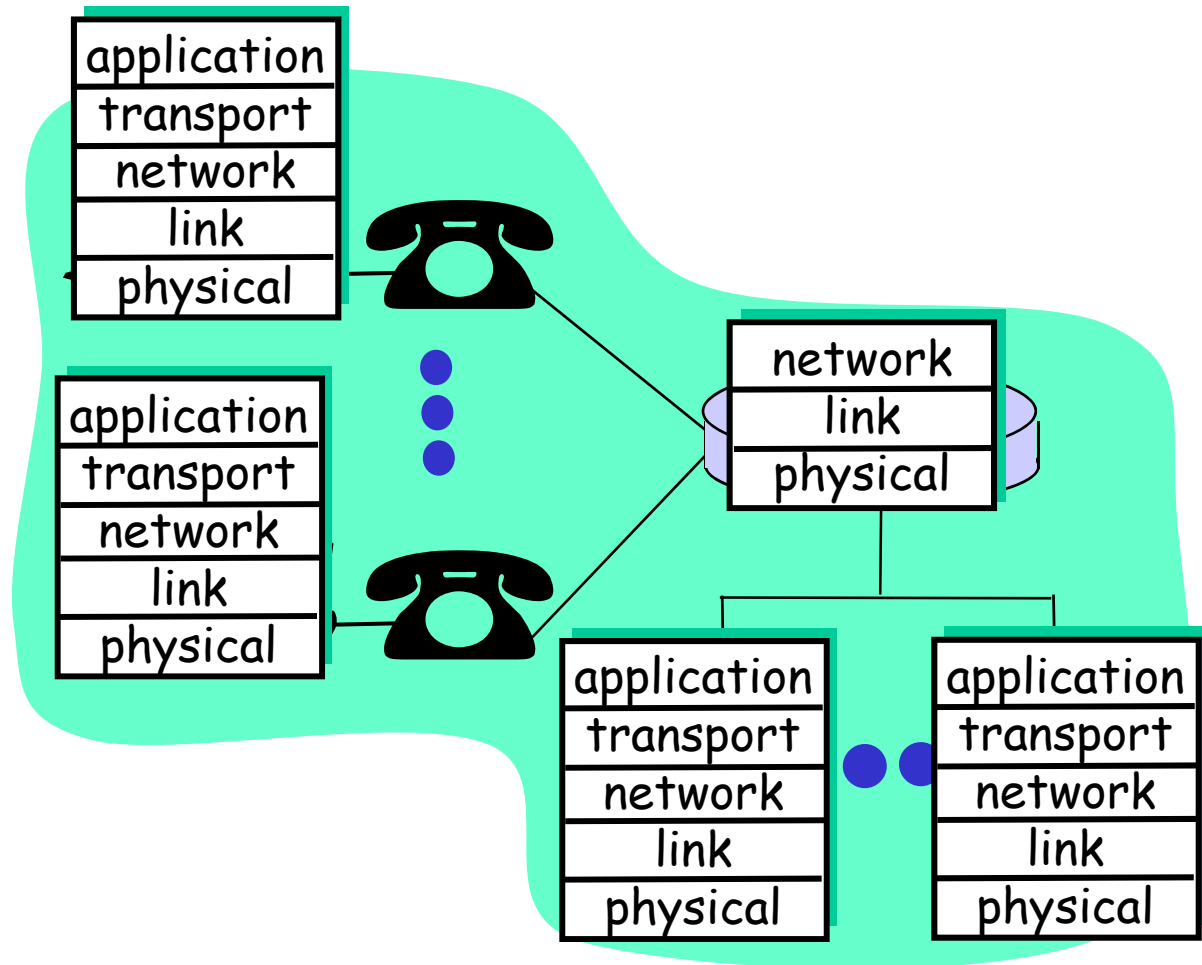 application
transport
network
link
physical
application
transport
network
link
physical
network
link
physical
application
transport
network
link
physical
application
transport
network
link
physical